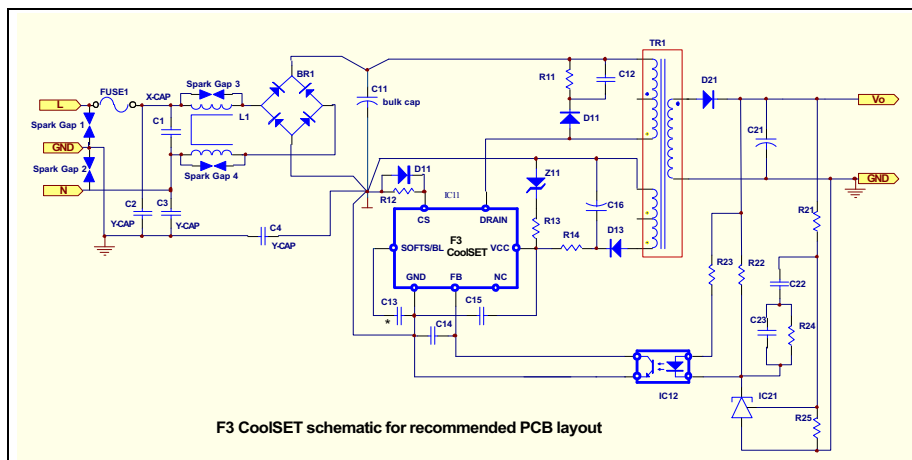 TR1
BR1
D21
Spark Gap 3
R11
C12
FUSE1
C11
bulk cap
X-CAP
L
L1
Vo
D11
Spark Gap 1
C1
C21
GND
Spark Gap 2
Spark Gap 4
D11
Z11
N
R12
IC11
C16
GND
CS
DRAIN
C2
C3
R13
R21
Y-CAP
Y-CAP
C4
F3
CoolSET
SOFTS/BL
VCC
R14
D13
Y-CAP
R23
R22
GND
FB
NC
C22
C13
C15
*
C14
C23
R24
IC12
IC21
R25
F3 CoolSET schematic for recommended PCB layout